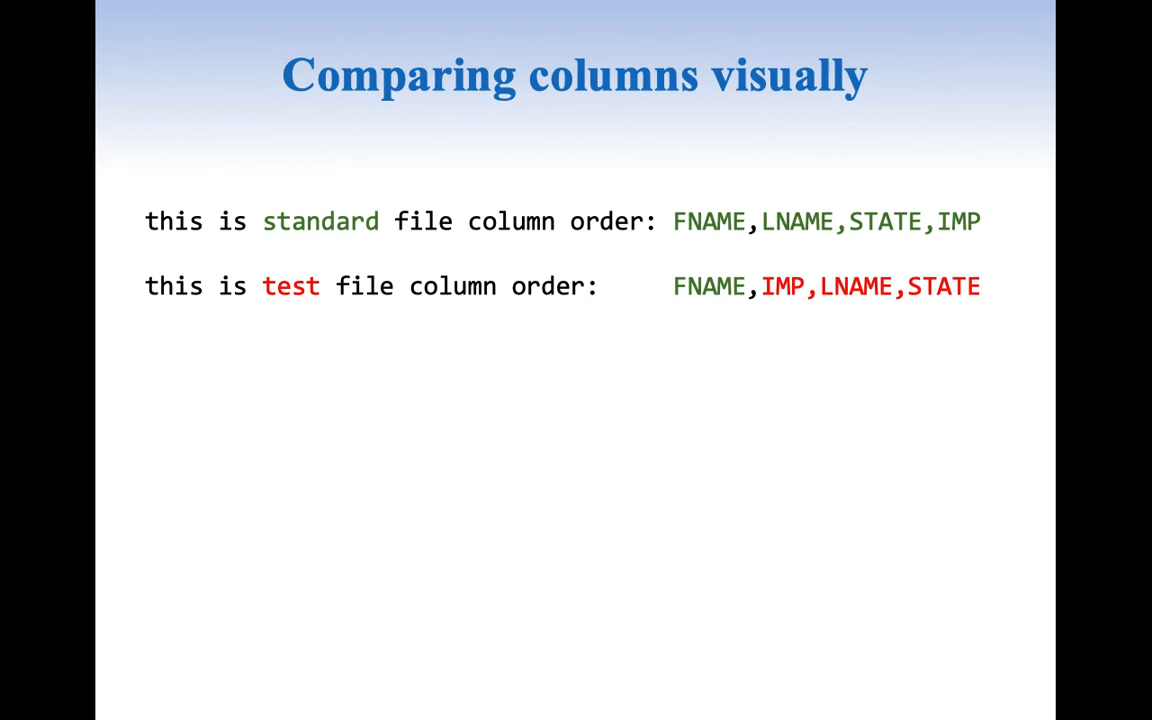 Comparing columns visually
this is standard file column order: FNAME,LNAME,STATE,IMP
this is test file column order: FNAME,IMP,LNAME,STATE